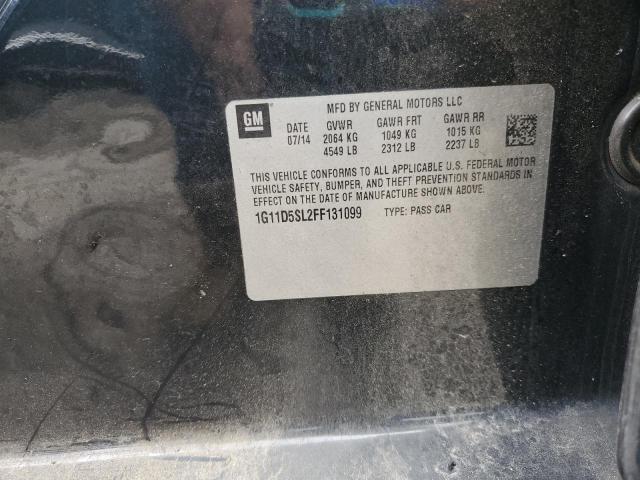 GM
MFD BY GENERAL MOTORS LLC
DATE GVWR GAWR FRT GAWR RR
07/14 2064 KG 1049 KG 1015 KG
4549 LB 2312 LB 2237 LB
THIS VEHICLE CONFORMS TO ALL APPLICABLE U.S. FEDERAL MOTOR
VEHICLE SAFETY, BUMPER, AND THEFT PREVENTION STANDARDS IN
EFFECT ON THE DATE OF MANUFACTURE SHOWN ABOVE.
1G11D5SL2FF131099 TYPE: PASS CAR